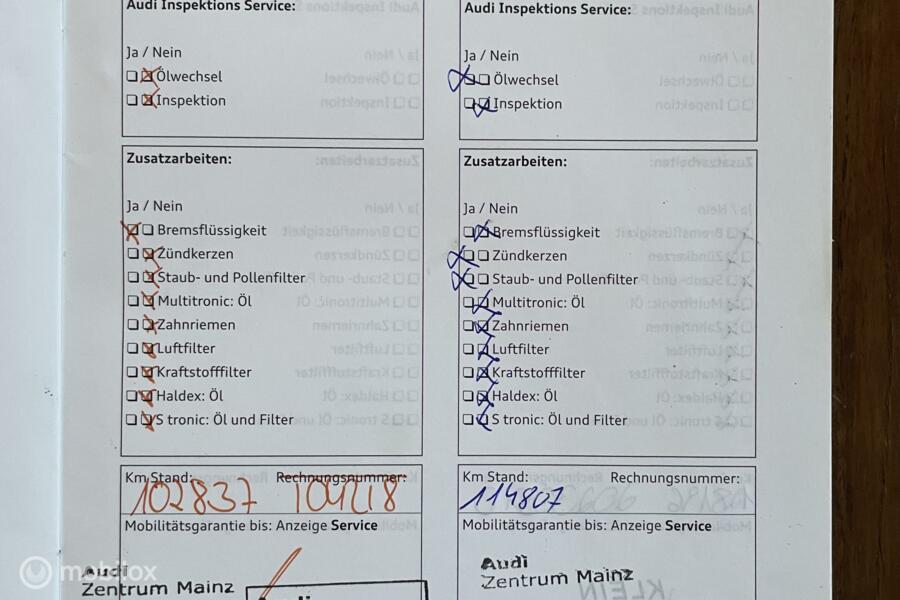 Audi Inspektions Service:
Ja / Nein
Ölwechsel
Inspektion
Zusatzarbeiten:
Ja / Nein
Bremsflüssigkeit
Zündkerzen
Staub- und Pollenfilter
Multitronic: Öl
Zahnriemen
Luftfilter
Kraftstofffilter
Haldex: Öl
S tronic: Öl und Filter
Km Stand: Rechnungsnummer:
102837 104218
Mobilitätsgarantie bis: Anzeige Service
Audi
Zentrum Mainz
Audi Inspektions Service:
Ja / Nein
Ölwechsel
Inspektion
Zusatzarbeiten:
Ja / Nein
Bremsflüssigkeit
Zündkerzen
Staub- und Pollenfilter
Multitronic: Öl
Zahnriemen
Luftfilter
Kraftstofffilter
Haldex: Öl
S tronic: Öl und Filter
Km Stand: Rechnungsnummer:
114807
Mobilitätsgarantie bis: Anzeige Service
Audi
Zentrum Mainz
mobilox